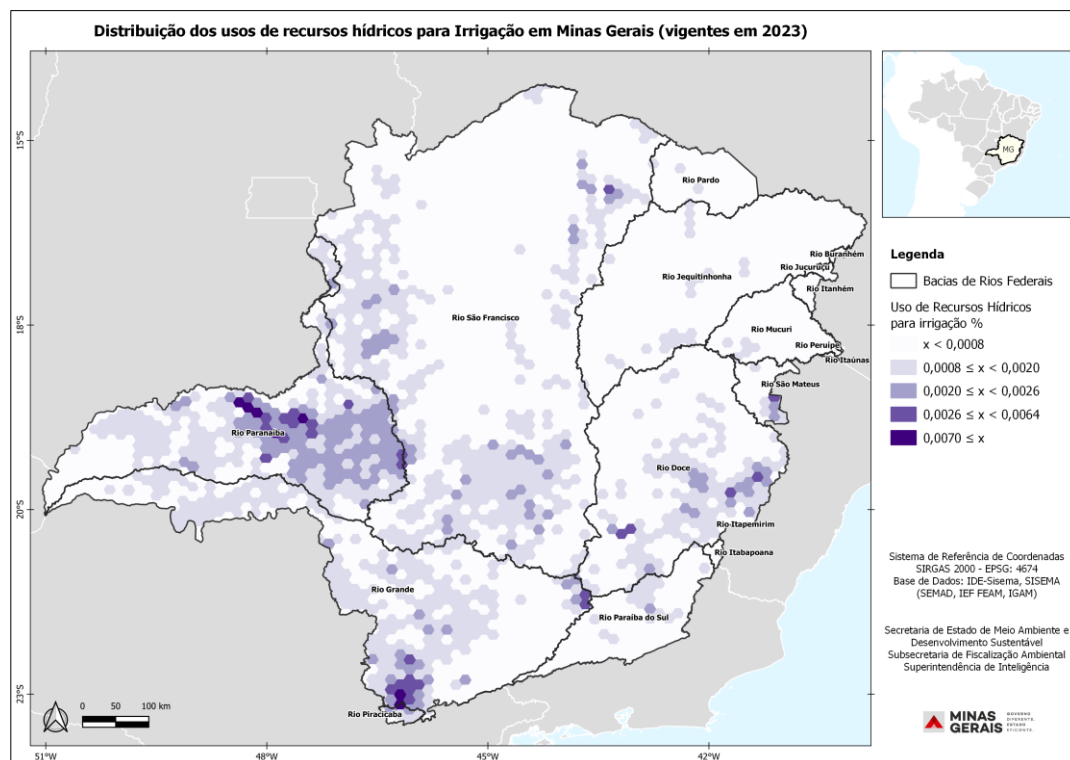 Distribuição dos usos de recursos hídricos para Irrigação em Minas Gerais (vigentes em 2023)
15°S
18°S
20°S
23°S
51°W
48°W
45°W
42°W
Rio Pardo
Rio Jequitinhonha
Rio Buranhém
Rio Jucuruçu
Rio Itanhém
Rio São Francisco
Rio Mucuri
Rio Peruípe
Rio Itaúnas
Rio São Mateus
Rio Paranaíba
Rio Doce
Rio Itapemirim
Rio Itabapoana
Rio Grande
Rio Paraíba do Sul
Rio Piracicaba
0 50 100 km
MG
Legenda
Bacias de Rios Federais
Uso de Recursos Hídricos
para irrigação %
x < 0,0008
0,0008 ≤ x < 0,0020
0,0020 ≤ x < 0,0026
0,0026 ≤ x < 0,0064
0,0070 ≤ x
Sistema de Referência de Coordenadas
SIRGAS 2000 - EPSG: 4674
Base de Dados: IDE-Sisema, SISEMA
(SEMAD, IEF FEAM, IGAM)
Secretaria de Estado de Meio Ambiente e
Desenvolvimento Sustentável
Subsecretaria de Fiscalização Ambiental
Superintendência de Inteligência
MINAS
GERAIS
GOVERNO
DIFERENTE.
ESTADO
EFICIENTE.